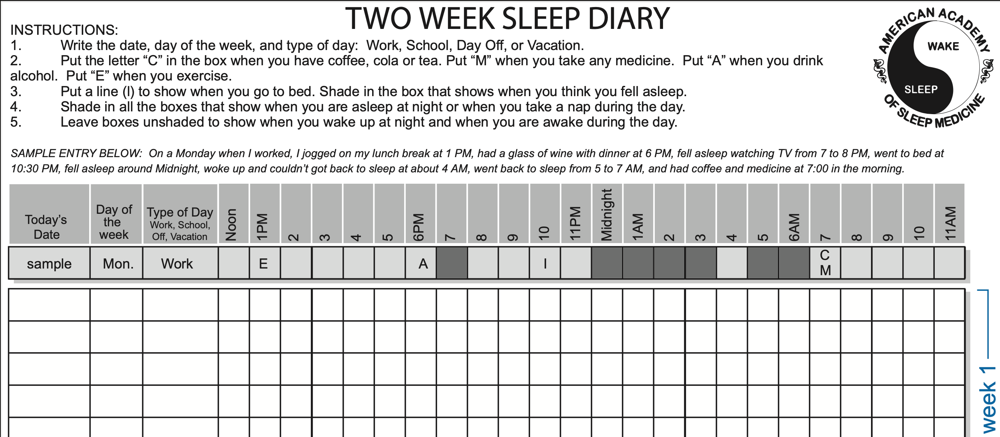 TWO WEEK SLEEP DIARY
AMERICAN ACADEMY
OF SLEEP MEDICINE
WAKE
SLEEP
INSTRUCTIONS:
1. Write the date, day of the week, and type of day: Work, School, Day Off, or Vacation.
2. Put the letter “C” in the box when you have coffee, cola or tea. Put “M” when you take any medicine. Put “A” when you drink
alcohol. Put “E” when you exercise.
3. Put a line (l) to show when you go to bed. Shade in the box that shows when you think you fell asleep.
4. Shade in all the boxes that show when you are asleep at night or when you take a nap during the day.
5. Leave boxes unshaded to show when you wake up at night and when you are awake during the day.
SAMPLE ENTRY BELOW: On a Monday when I worked, I jogged on my lunch break at 1 PM, had a glass of wine with dinner at 6 PM, fell asleep watching TV from 7 to 8 PM, went to bed at
10:30 PM, fell asleep around Midnight, woke up and couldn’t got back to sleep at about 4 AM, went back to sleep from 5 to 7 AM, and had coffee and medicine at 7:00 in the morning.
Today’s
Date
Day of
the
week
Type of Day
Work, School,
Off, Vacation
Noon
1PM
2
3
4
5
6PM
7
8
9
10
11PM
Midnight
1AM
2
3
4
5
6AM
7
8
9
10
11AM
sample
Mon.
Work
E
A
I
C
M
week 1